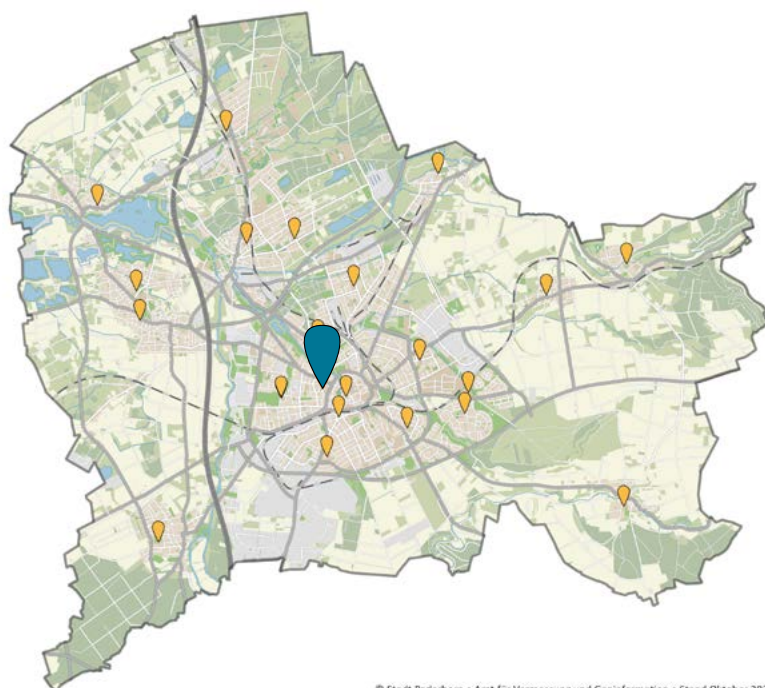 © Stadt Paderborn • Amt für Vermessung und Geoinformation • Stand Oktober